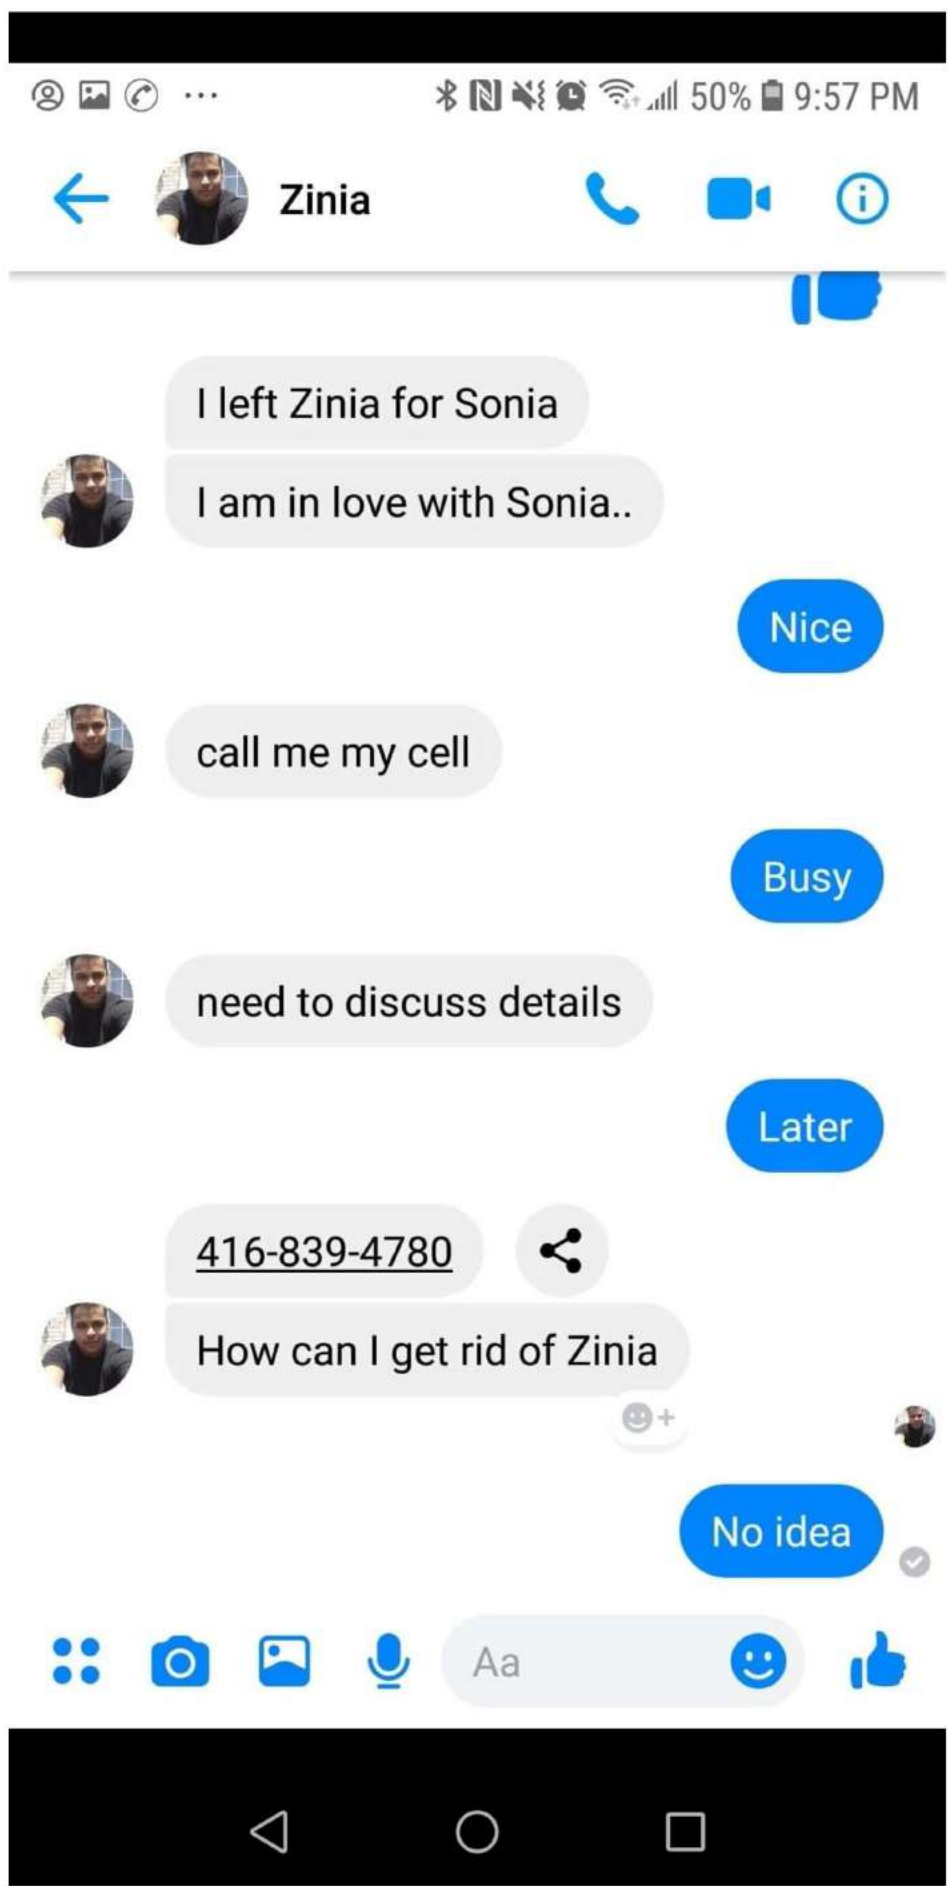 50% 9:57 PM
Zinia
I left Zinia for Sonia
I am in love with Sonia..
Nice
call me my cell
Busy
need to discuss details
Later
416-839-4780
How can I get rid of Zinia
No idea
Aa